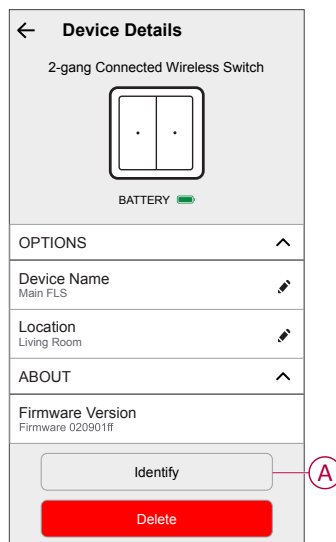 Device Details
2-gang Connected Wireless Switch
BATTERY
OPTIONS
Device Name
Main FLS
Location
Living Room
ABOUT
Firmware Version
Firmware 020901ff
Identify
A
Delete